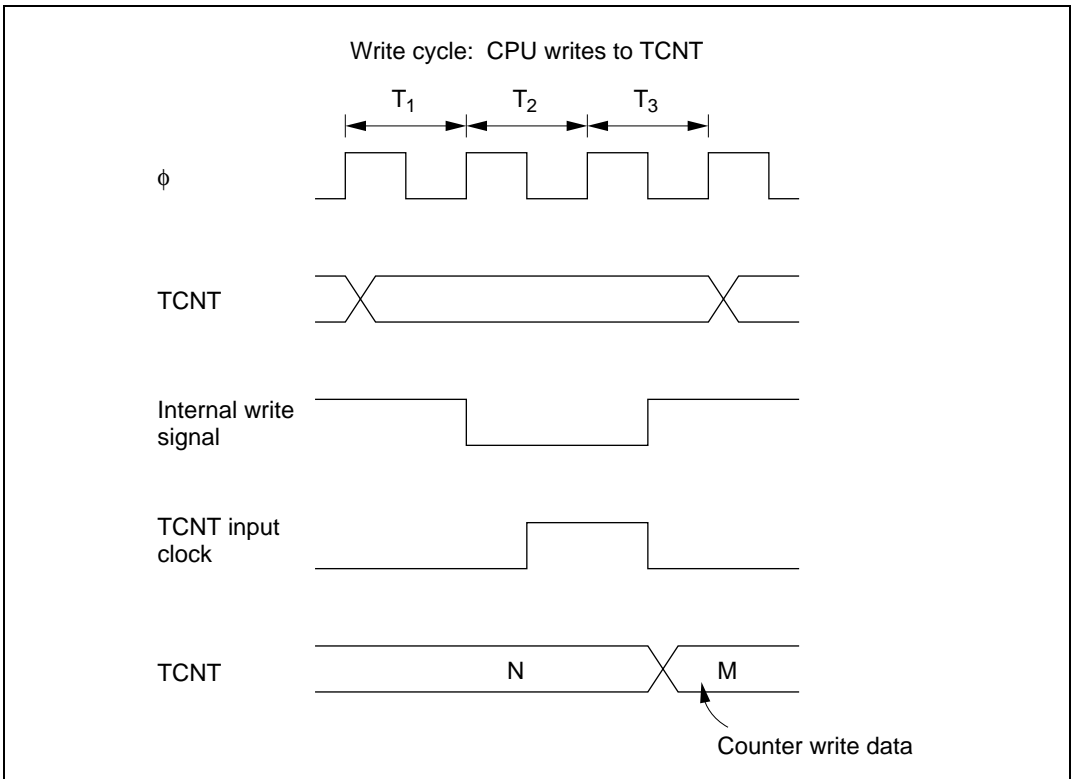 Write cycle: CPU writes to TCNT
T1 T2 T3
ϕ
TCNT
Internal write
signal
TCNT input
clock
TCNT N M
Counter write data